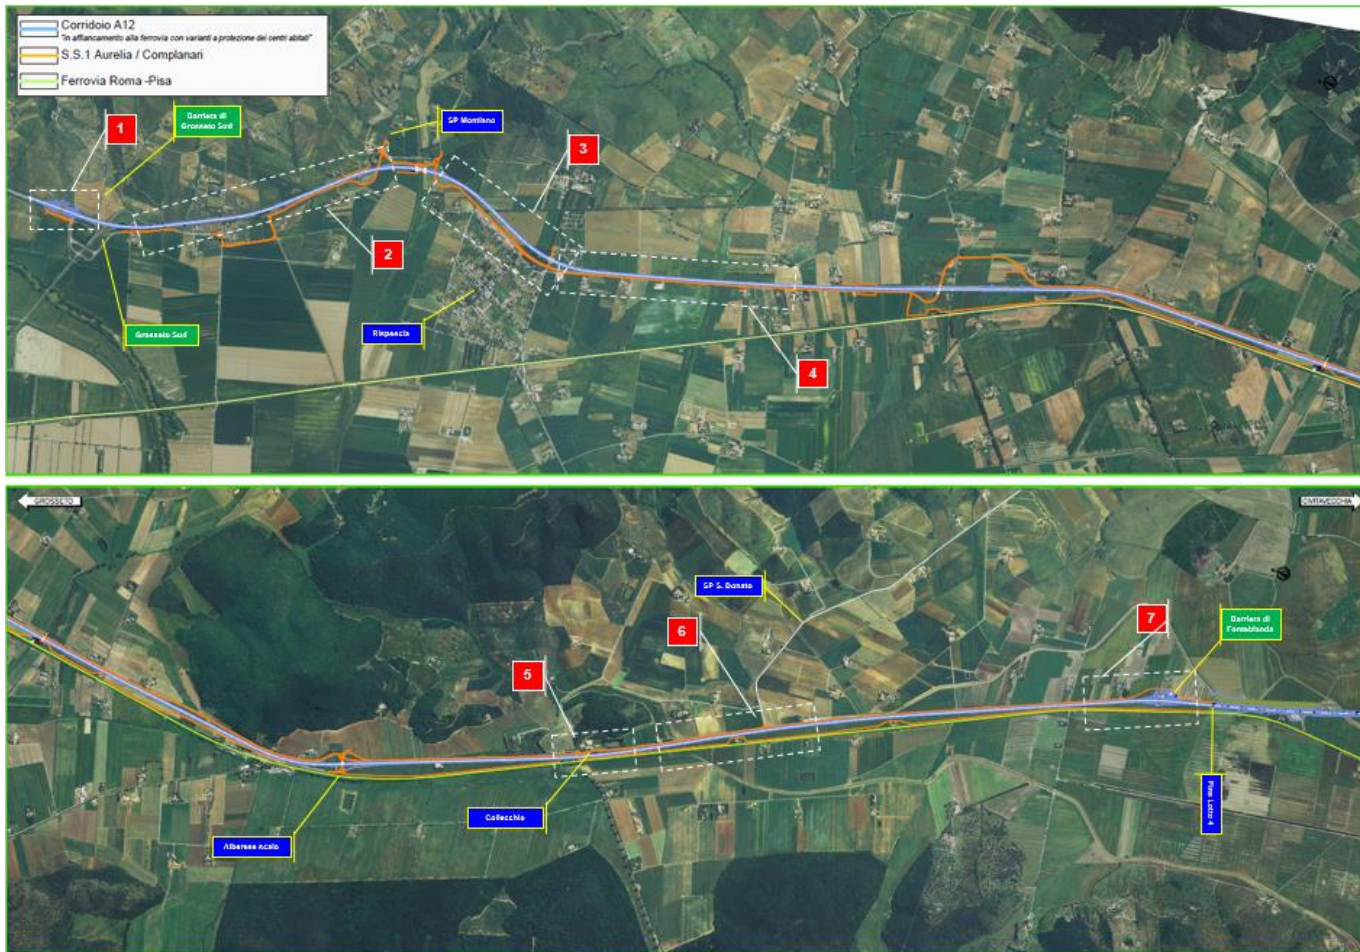 Corridoio A12
"in affiancamento alla ferrovia con varianti a protezione dei centri abitati"
S.S.1 Aurelia / Complanari
Ferrovia Roma -Pisa
1
Barriera di
Grosseto Sud
SP Montiano
3
2
Grosseto Sud
Rispescia
4
GROSSETO
CIVITAVECCHIA
SP S. Donato
6
7
Barriera di
Fonteblanda
5
Collecchio
Alberese scalo
Fine Lotto 4